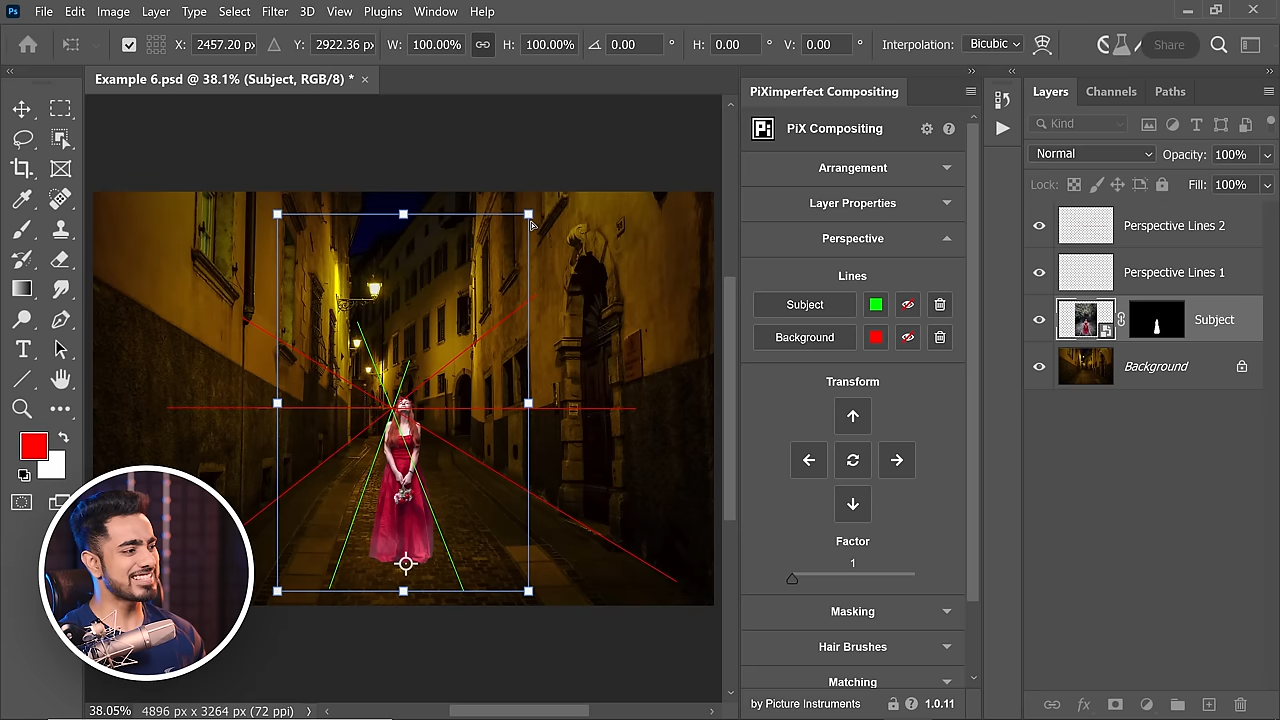 Ps File Edit Image Layer Type Select Filter 3D View Plugins Window Help
X: 2457.20 px Y: 2922.36 px W: 100.00% H: 100.00% 0.00 ° H: 0.00 ° V: 0.00 ° Interpolation: Bicubic Share
Example 6.psd @ 38.1% (Subject, RGB/8) * ×
PiXimperfect Compositing
Pi PiX Compositing
Arrangement
Layer Properties
Perspective
Lines
Subject
Background
Transform
Factor
1
Masking
Hair Brushes
Matching
by Picture Instruments 1.0.11
Layers Channels Paths
Kind
Normal Opacity: 100%
Lock: Fill: 100%
Perspective Lines 2
Perspective Lines 1
Subject
Background
fx
38.05% 4896 px x 3264 px (72 ppi)